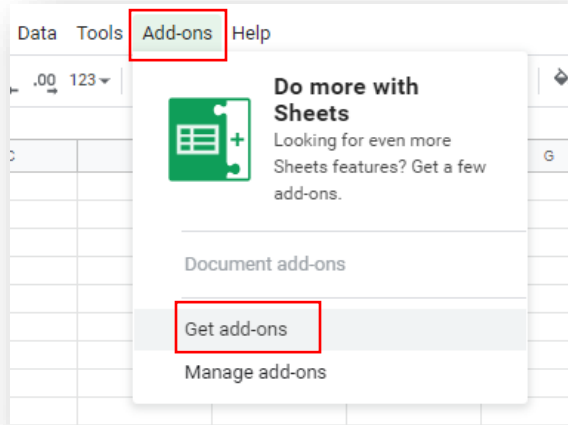 Data Tools Add-ons Help
.00 123
Do more with
Sheets
Looking for even more
Sheets features? Get a few
add-ons.
G
Document add-ons
Get add-ons
Manage add-ons